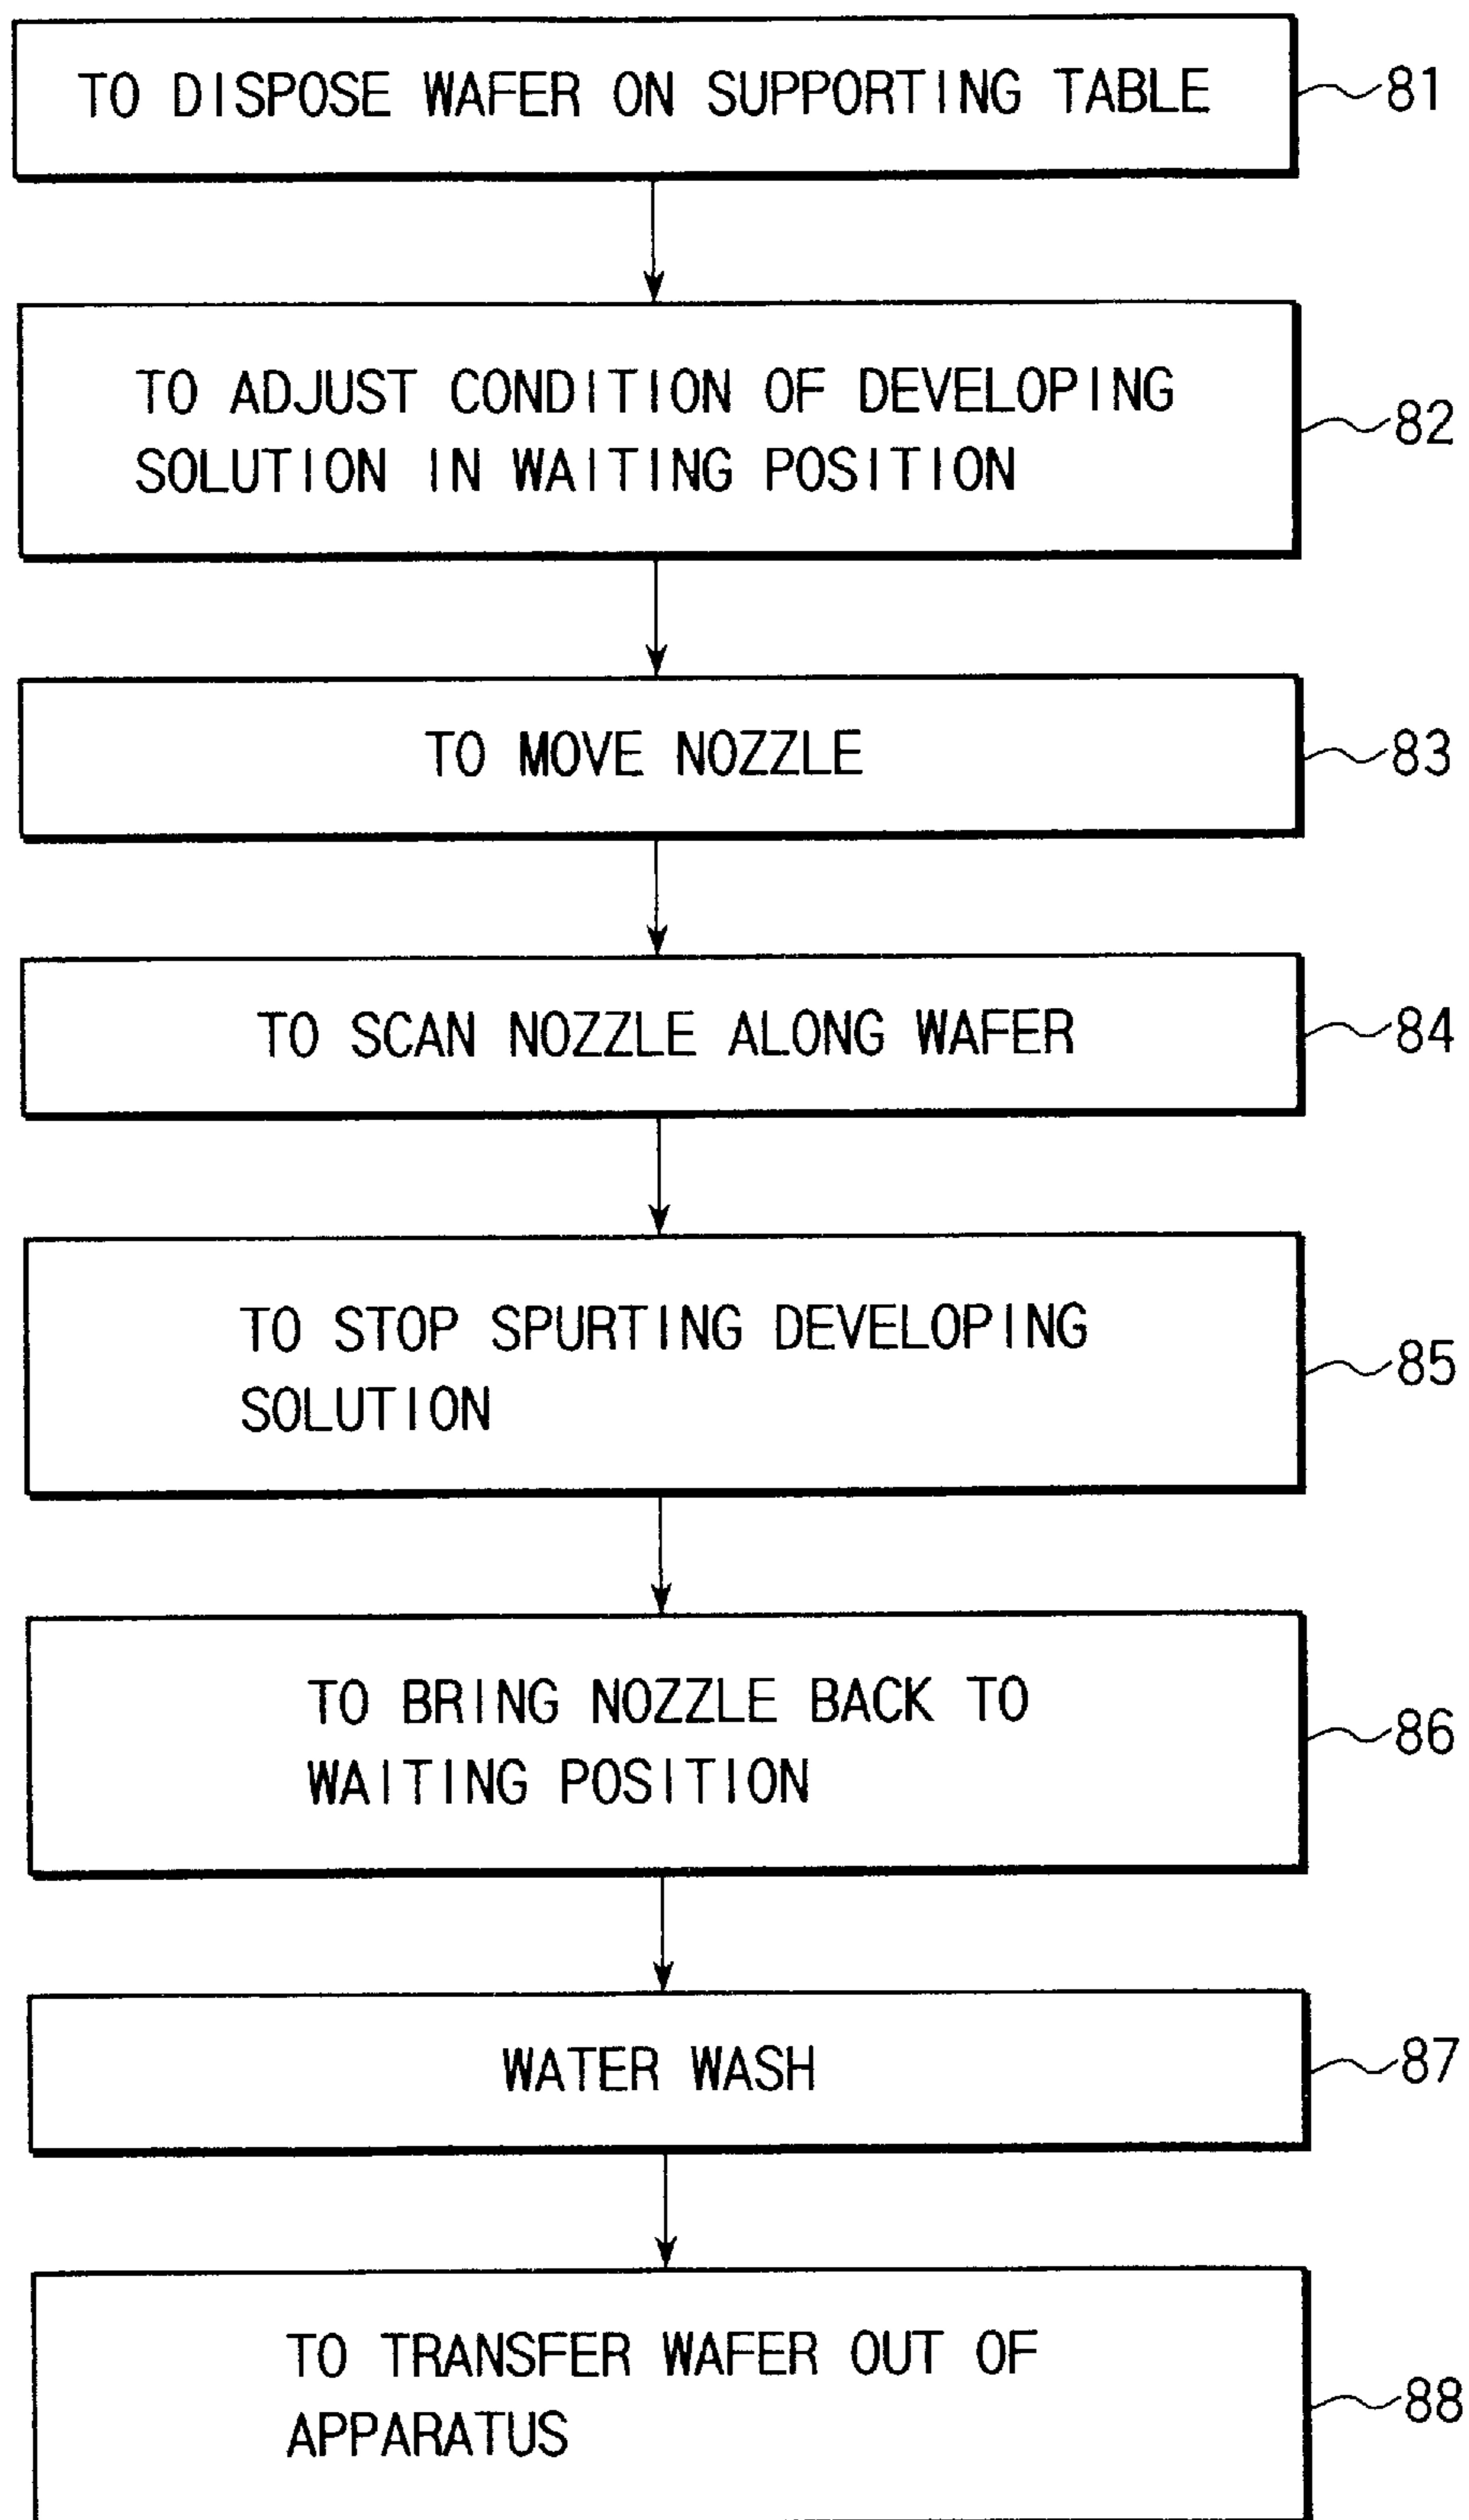 TO DISPOSE WAFER ON SUPPORTING TABLE 81
TO ADJUST CONDITION OF DEVELOPING
SOLUTION IN WAITING POSITION
82
TO MOVE NOZZLE 83
TO SCAN NOZZLE ALONG WAFER 84
TO STOP SPURTING DEVELOPING
SOLUTION
85
TO BRING NOZZLE BACK TO
WAITING POSITION
86
WATER WASH 87
TO TRANSFER WAFER OUT OF
APPARATUS
88